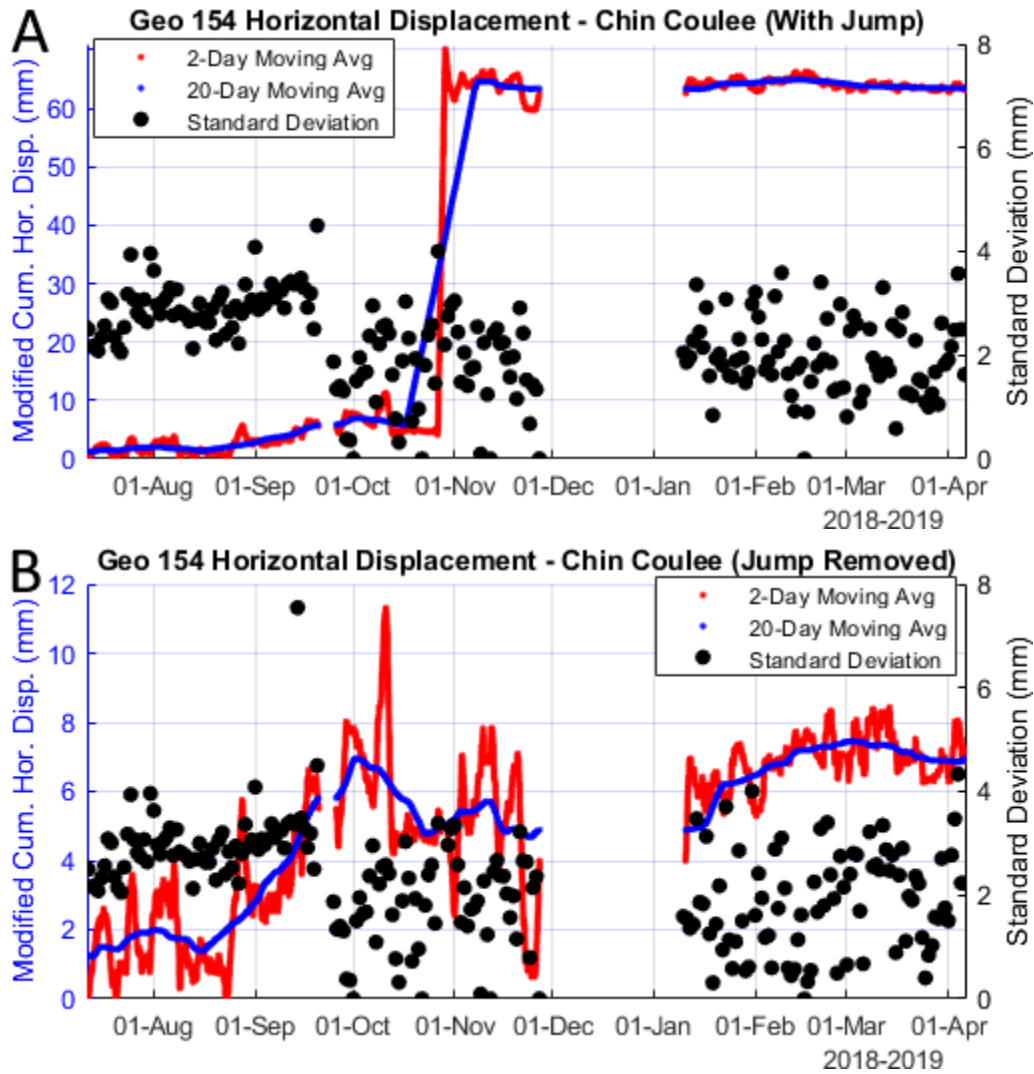 A
Geo 154 Horizontal Displacement - Chin Coulee (With Jump)
2-Day Moving Avg
20-Day Moving Avg
Standard Deviation
Modified Cum. Hor. Disp. (mm)
60
50
40
30
20
10
0
8
6
4
2
0
Standard Deviation (mm)
01-Aug 01-Sep 01-Oct 01-Nov 01-Dec 01-Jan 01-Feb 01-Mar 01-Apr
2018-2019
B
Geo 154 Horizontal Displacement - Chin Coulee (Jump Removed)
2-Day Moving Avg
20-Day Moving Avg
Standard Deviation
Modified Cum. Hor. Disp. (mm)
12
10
8
6
4
2
0
8
6
4
2
0
Standard Deviation (mm)
01-Aug 01-Sep 01-Oct 01-Nov 01-Dec 01-Jan 01-Feb 01-Mar 01-Apr
2018-2019